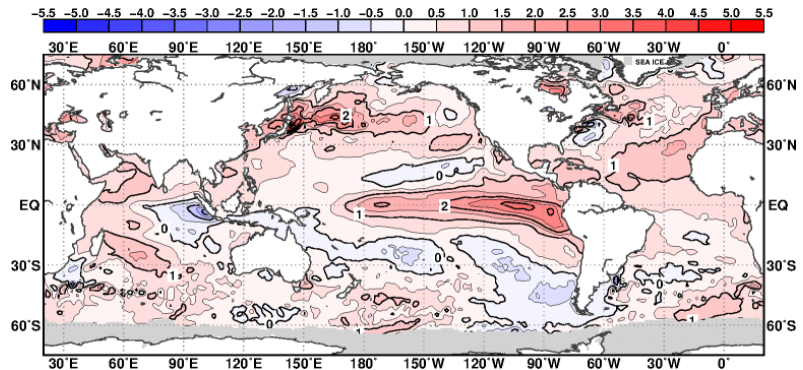 −5.5 −5.0 −4.5 −4.0 −3.5 −3.0 −2.5 −2.0 −1.5 −1.0 −0.5 0.0 0.5 1.0 1.5 2.0 2.5 3.0 3.5 4.0 4.5 5.0 5.5
30°E 60°E 90°E 120°E 150°E 180° 150°W 120°W 90°W 60°W 30°W 0°
SEA ICE
60°N 60°N
2 1 1
30°N 30°N
0 1
EQ 1 2 EQ
0
30°S 0 30°S
1 0
60°S 0 1 1 60°S
30°E 60°E 90°E 120°E 150°E 180° 150°W 120°W 90°W 60°W 30°W 0°